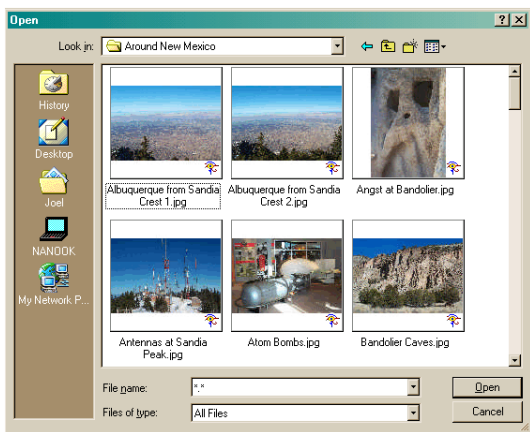 Open
Look in:
Around New Mexico
History
Desktop
Joel
NANOOK
My Network P...
Albuquerque from Sandia
Crest 1.jpg
Albuquerque from Sandia
Crest 2.jpg
Angst at Bandolier.jpg
Antennas at Sandia
Peak.jpg
Atom Bombs.jpg
Bandolier Caves.jpg
File name:
*.*
Open
Files of type:
All Files
Cancel